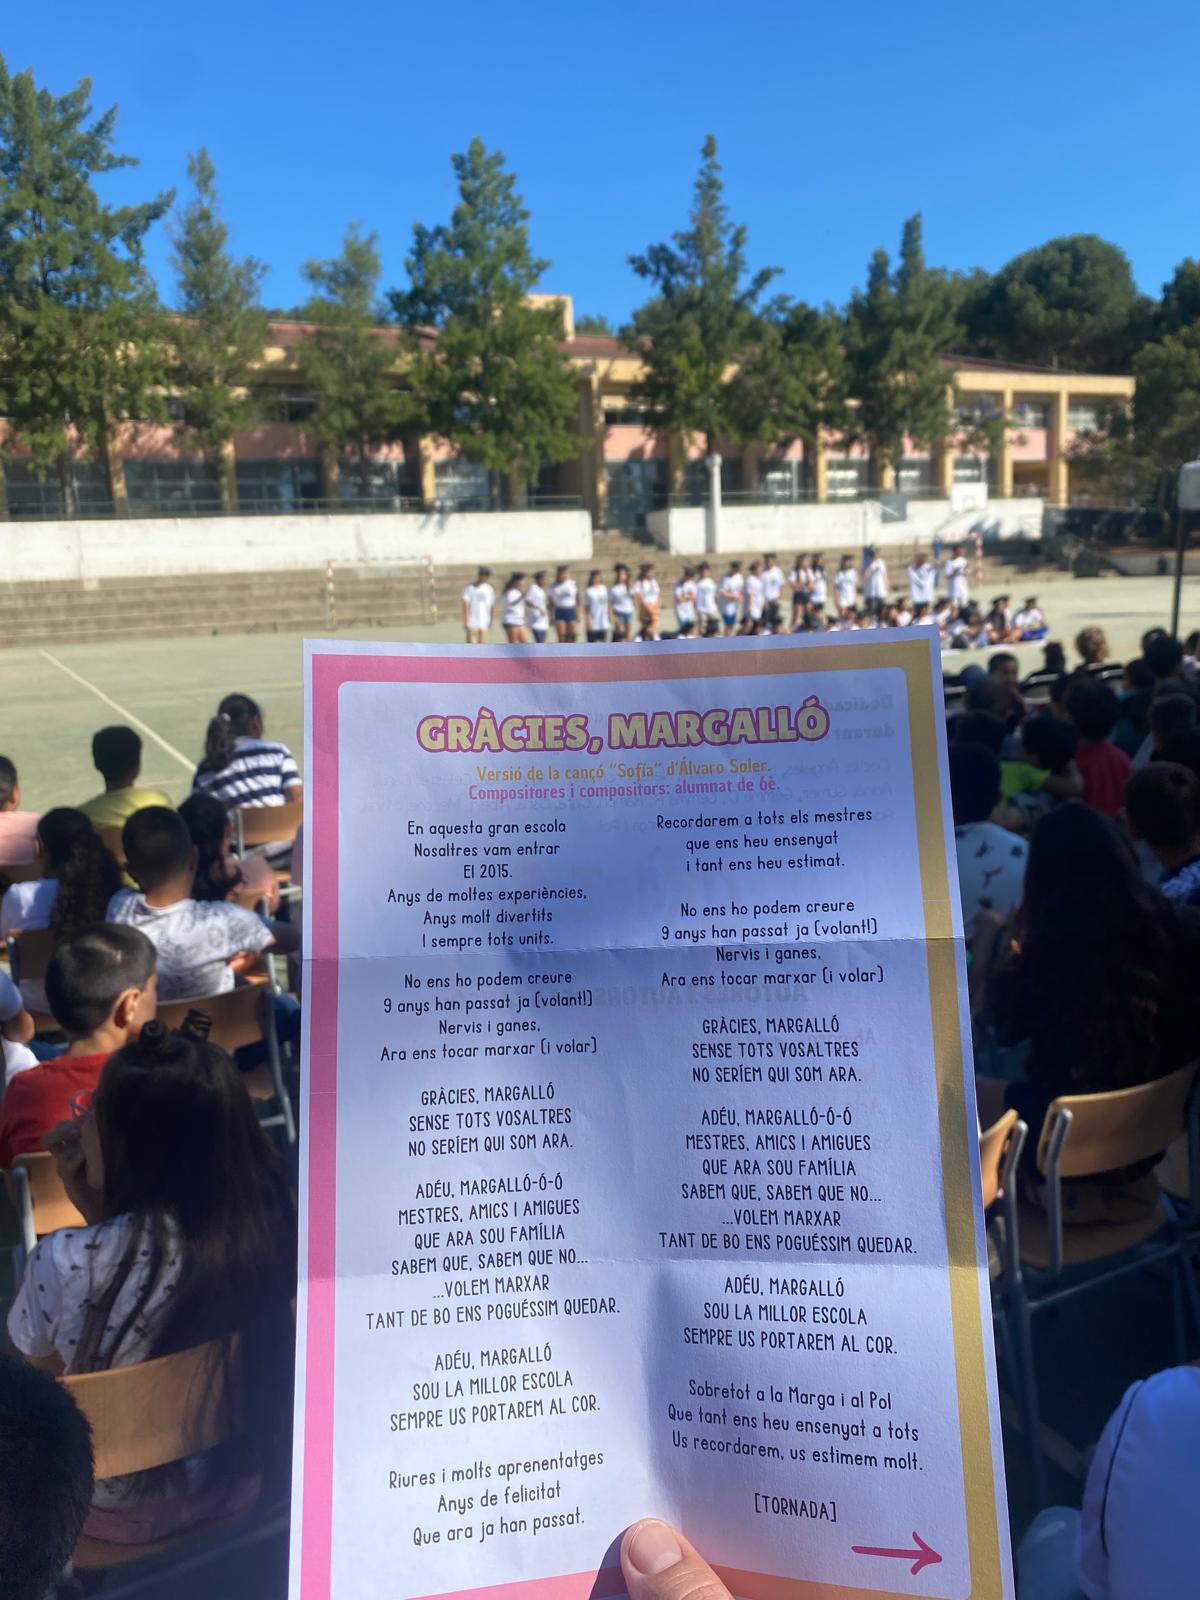 GRÀCIES, MARGALLÓ
Versió de la cançó "Sofía" d'Álvaro Soler.
Compositores i compositors: alumnat de 6è.
En aquesta gran escola
Nosaltres vam entrar
El 2015.
Anys de moltes experiències,
Anys molt divertits
I sempre tots units.
No ens ho podem creure
9 anys han passat ja (volant!)
Nervis i ganes,
Ara ens tocar marxar (i volar)
GRÀCIES, MARGALLÓ
SENSE TOTS VOSALTRES
NO SERÍEM QUI SOM ARA.
ADÉU, MARGALLÓ-Ó-Ó
MESTRES, AMICS I AMIGUES
QUE ARA SOU FAMÍLIA
SABEM QUE, SABEM QUE NO...
...VOLEM MARXAR
TANT DE BO ENS POGUÉSSIM QUEDAR.
ADÉU, MARGALLÓ
SOU LA MILLOR ESCOLA
SEMPRE US PORTAREM AL COR.
Riures i molts aprenentatges
Anys de felicitat
Que ara ja han passat.
Recordarem a tots els mestres
que ens heu ensenyat
i tant ens heu estimat.
No ens ho podem creure
9 anys han passat ja (volant!)
Nervis i ganes,
Ara ens tocar marxar (i volar)
GRÀCIES, MARGALLÓ
SENSE TOTS VOSALTRES
NO SERÍEM QUI SOM ARA.
ADÉU, MARGALLÓ-Ó-Ó
MESTRES, AMICS I AMIGUES
QUE ARA SOU FAMÍLIA
SABEM QUE, SABEM QUE NO...
...VOLEM MARXAR
TANT DE BO ENS POGUÉSSIM QUEDAR.
ADÉU, MARGALLÓ
SOU LA MILLOR ESCOLA
SEMPRE US PORTAREM AL COR.
Sobretot a la Marga i al Pol
Que tant ens heu ensenyat a tots
Us recordarem, us estimem molt.
[TORNADA]